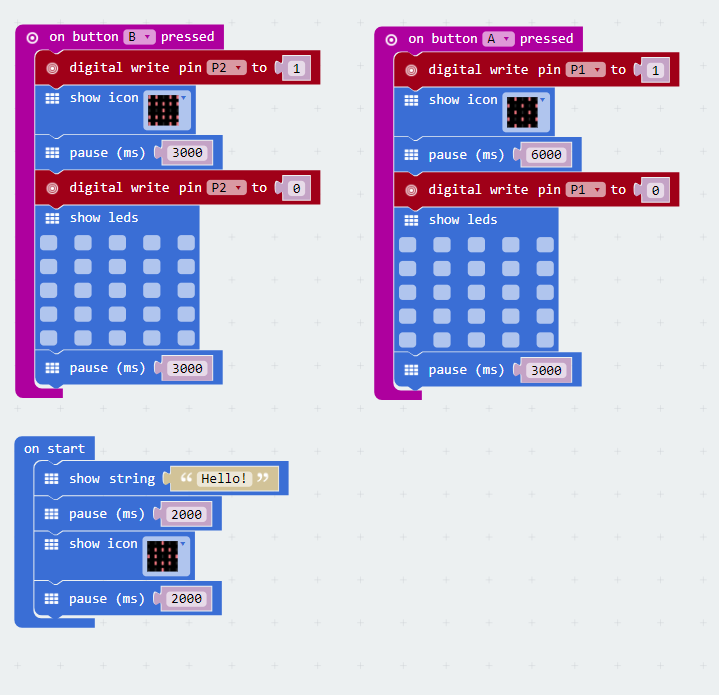 on button B pressed
digital write pin P2 to 1
show icon
pause (ms) 3000
digital write pin P2 to 0
show leds
pause (ms) 3000
on button A pressed
digital write pin P1 to 1
show icon
pause (ms) 6000
digital write pin P1 to 0
show leds
pause (ms) 3000
on start
show string “ Hello! ”
pause (ms) 2000
show icon
pause (ms) 2000